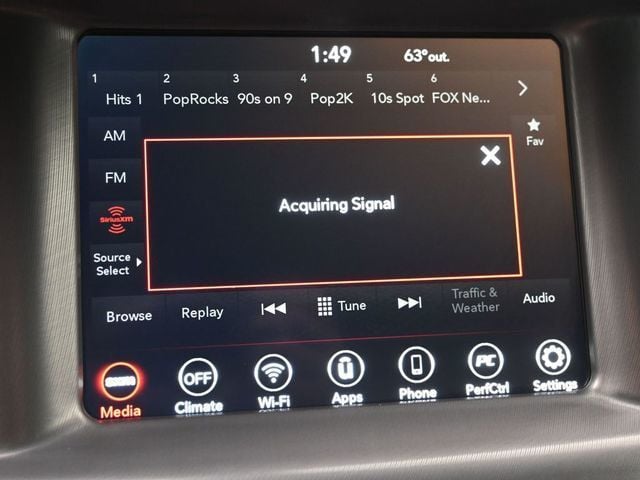 1:49 63°out.
1 2 3 4 5 6
Hits 1 PopRocks 90s on 9 Pop2K 10s Spot FOX Ne...
AM
Fav
FM
Acquiring Signal
SiriusXM
Source
Select
Browse Replay Tune Traffic & Audio
Weather
SXM OFF PC
Media Climate Wi-Fi Apps Phone PerfCtrl Settings